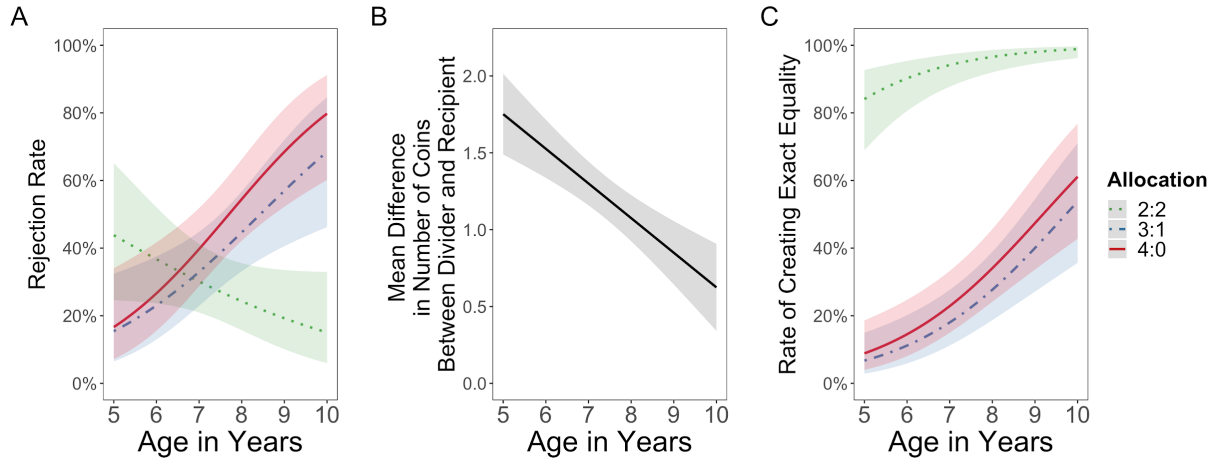 A
Rejection Rate
100%
80%
60%
40%
20%
0%
5 6 7 8 9 10
Age in Years
B
Mean Difference
in Number of Coins
Between Divider and Recipient
2.0
1.5
1.0
0.5
0.0
5 6 7 8 9 10
Age in Years
C
Rate of Creating Exact Equality
100%
80%
60%
40%
20%
0%
5 6 7 8 9 10
Age in Years
Allocation
2:2
3:1
4:0